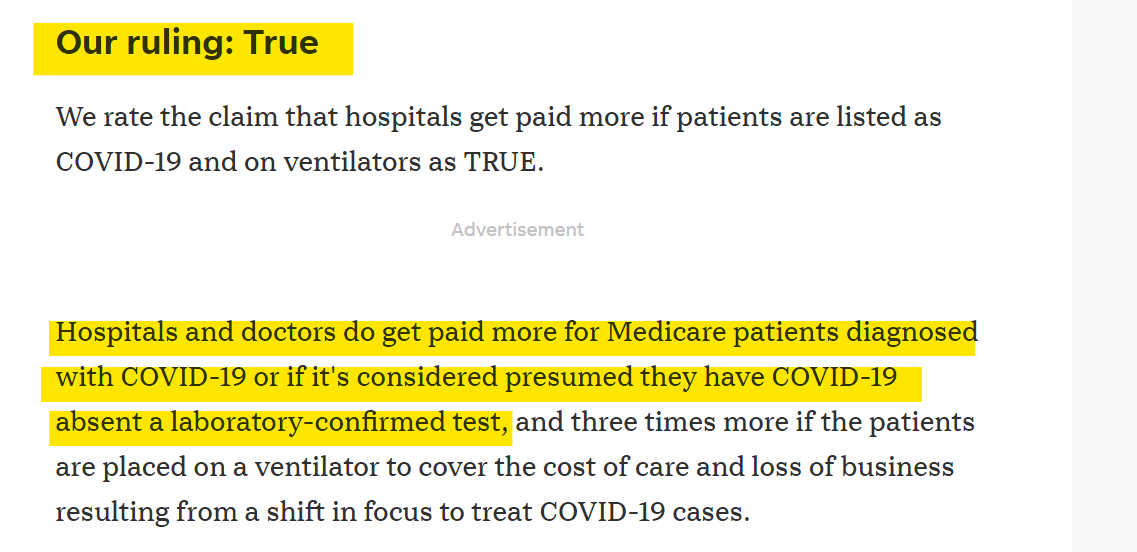 Our ruling: True
We rate the claim that hospitals get paid more if patients are listed as
COVID-19 and on ventilators as TRUE.
Advertisement
Hospitals and doctors do get paid more for Medicare patients diagnosed
with COVID-19 or if it's considered presumed they have COVID-19
absent a laboratory-confirmed test, and three times more if the patients
are placed on a ventilator to cover the cost of care and loss of business
resulting from a shift in focus to treat COVID-19 cases.